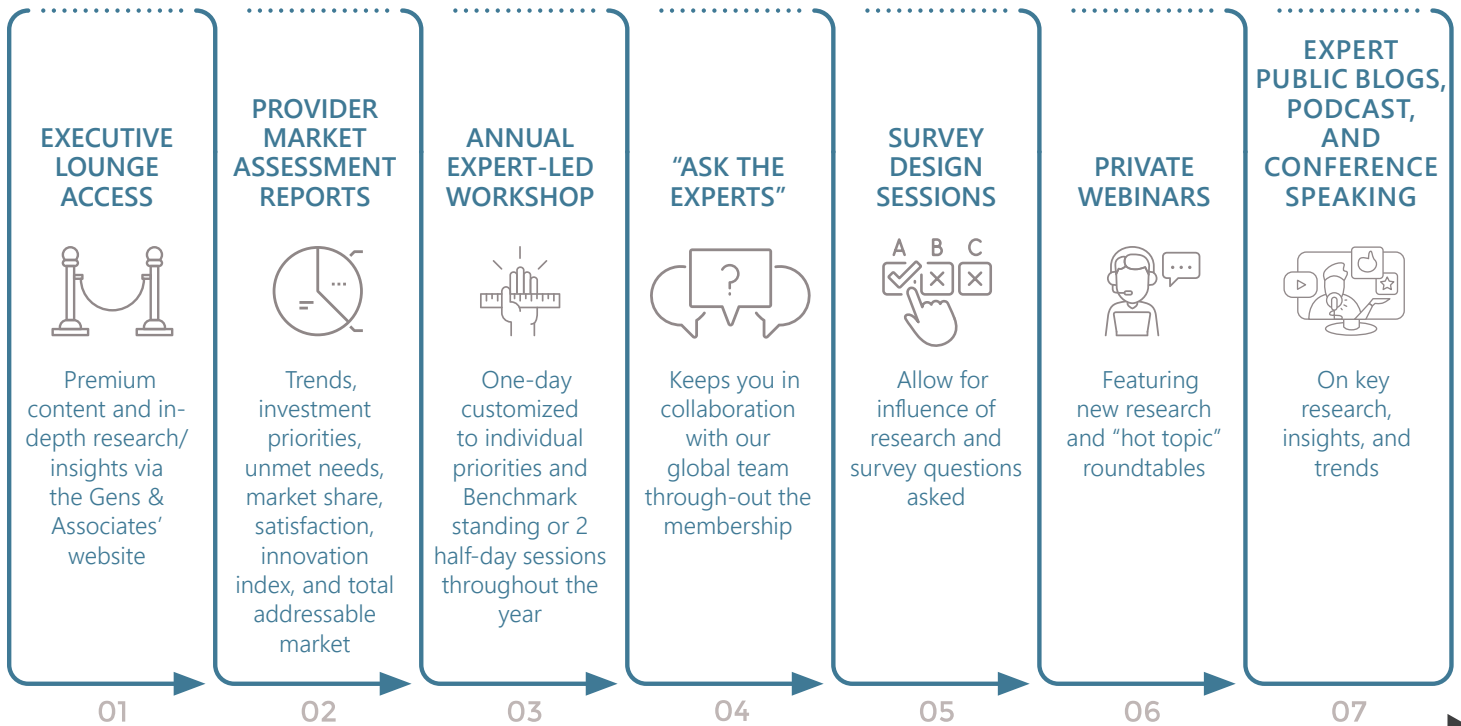 EXECUTIVE
LOUNGE
ACCESS
Premium
content and in-
depth research/
insights via
the Gens &
Associates’
website
01
PROVIDER
MARKET
ASSESSMENT
REPORTS
Trends,
investment
priorities,
unmet needs,
market share,
satisfaction,
innovation
index, and total
addressable
market
02
ANNUAL
EXPERT-LED
WORKSHOP
One-day
customized
to individual
priorities and
Benchmark
standing or 2
half-day sessions
throughout the
year
03
“ASK THE
EXPERTS”
?
Keeps you in
collaboration
with our
global team
through-out the
membership
04
SURVEY
DESIGN
SESSIONS
A B C
Allow for
influence of
research and
survey questions
asked
05
PRIVATE
WEBINARS
Featuring
new research
and “hot topic”
roundtables
06
EXPERT
PUBLIC BLOGS,
PODCAST,
AND
CONFERENCE
SPEAKING
On key
research,
insights, and
trends
07